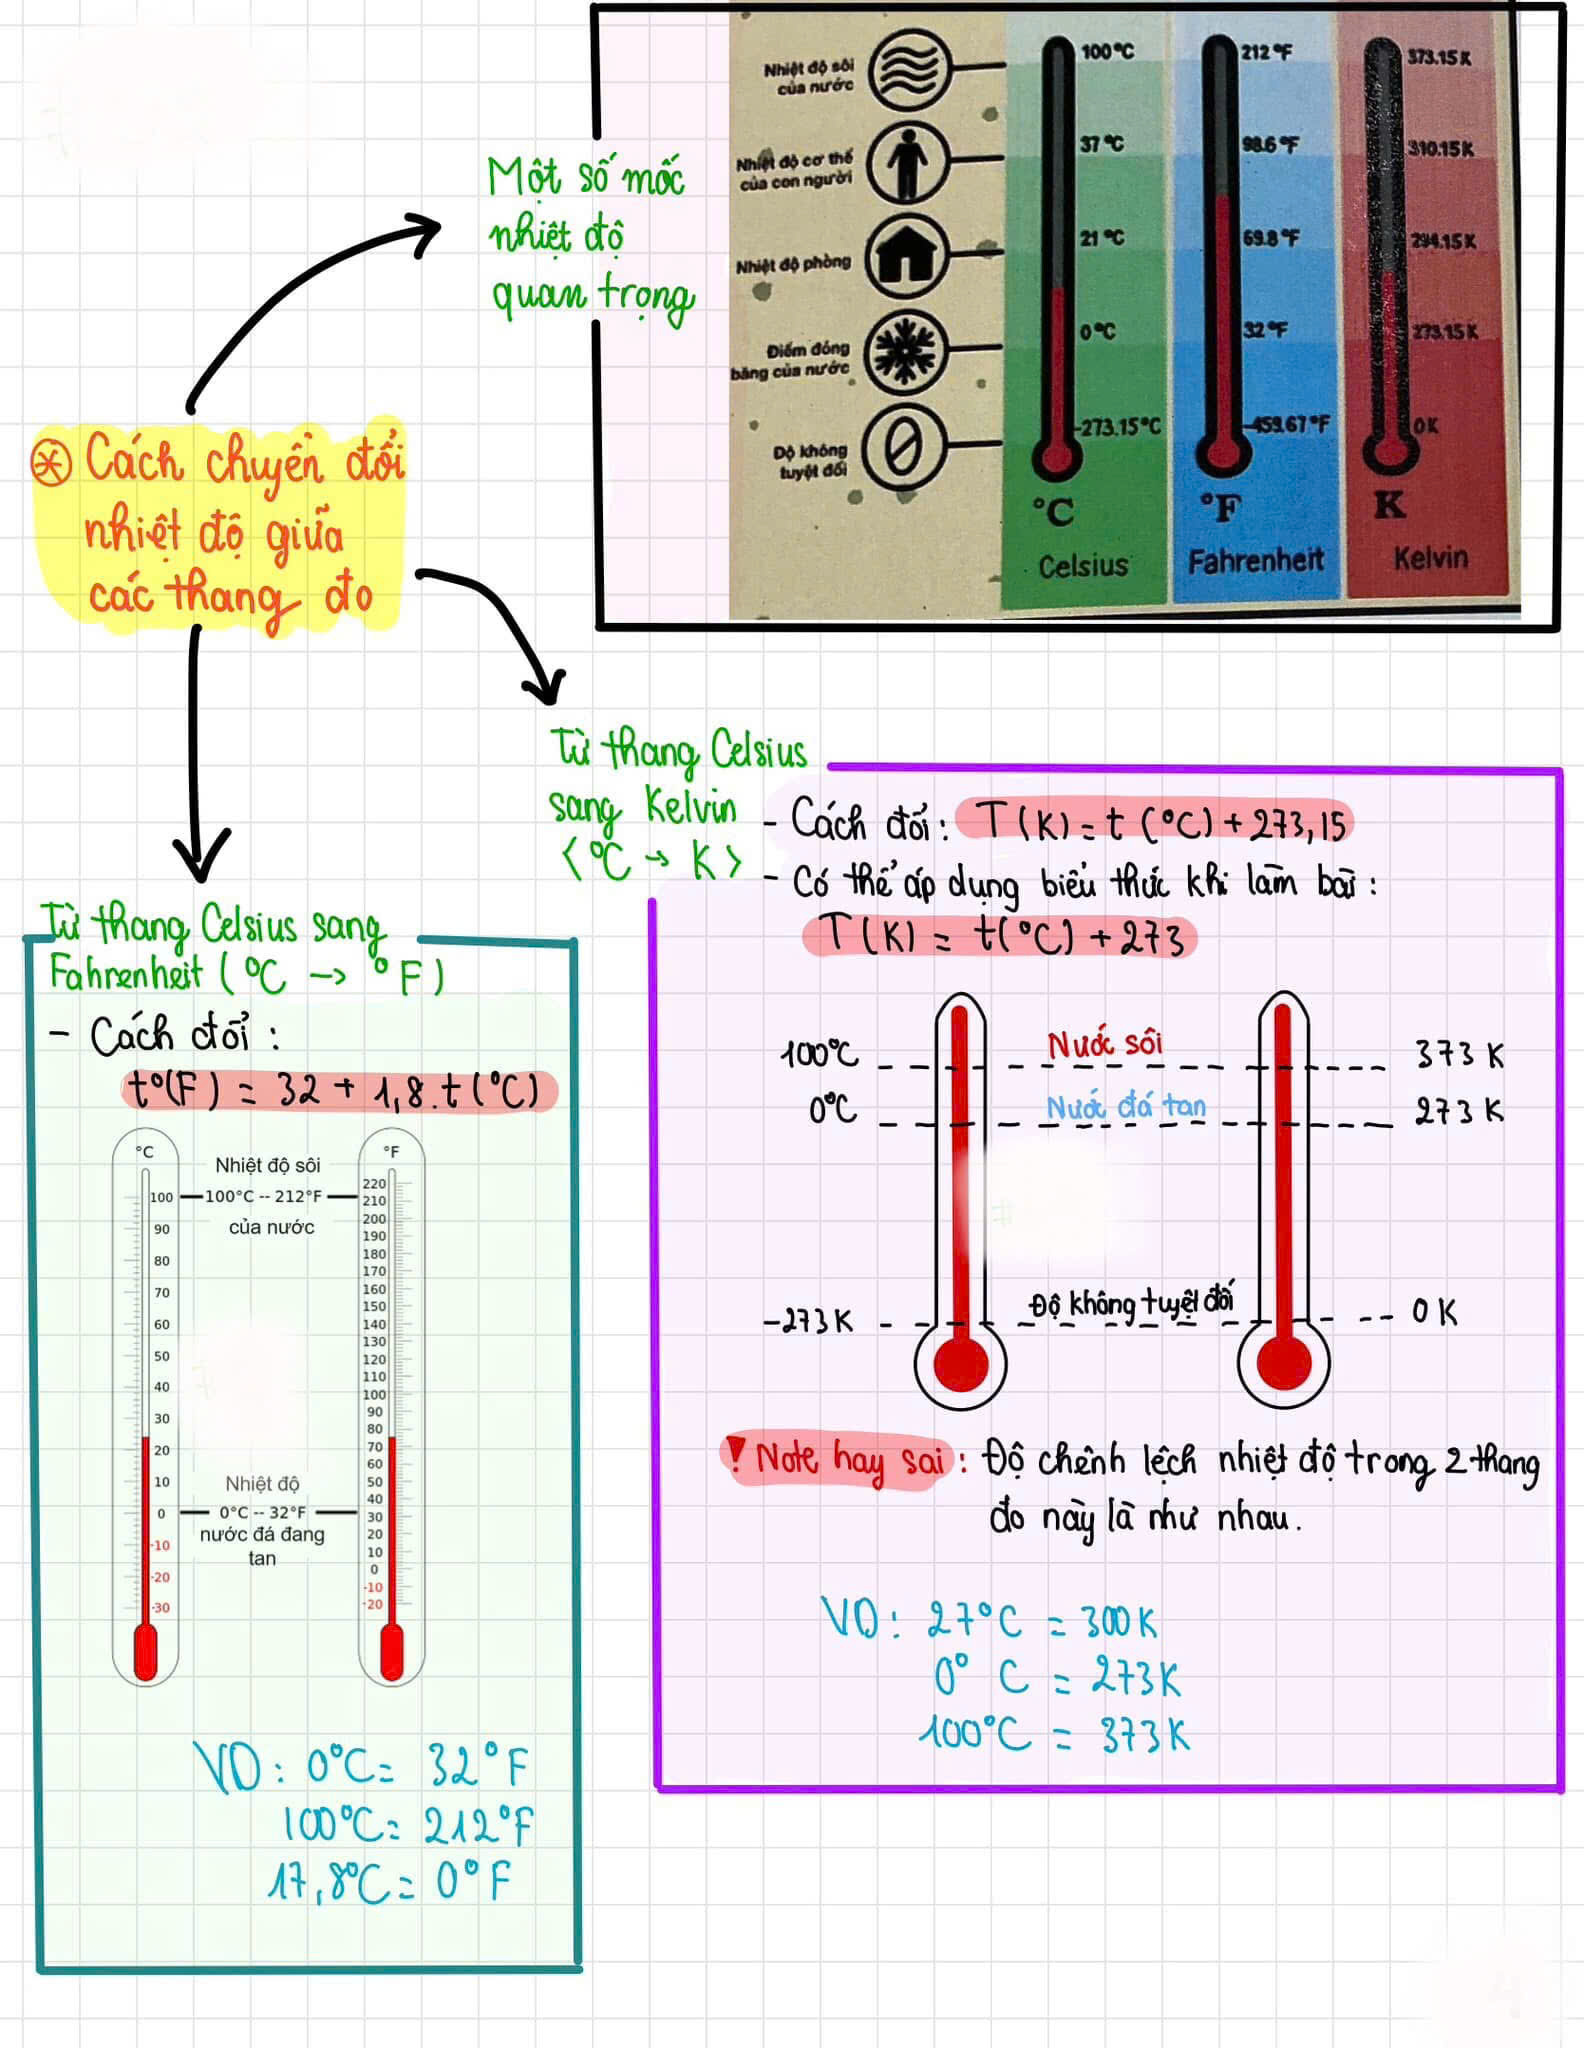 Nhiệt độ sôi
của nước
100°C
212°F
373.15K
Nhiệt độ cơ thể
của con người
37°C
98.6°F
310.15K
Nhiệt độ phòng
21°C
69.8°F
294.15K
Điểm đóng
băng của nước
0°C
32°F
273.15K
Độ không
tuyệt đối
-273.15°C
-459.67°F
0K
°C
°F
K
Celsius
Fahrenheit
Kelvin
Một số mốc
nhiệt độ
quan trọng
Cách chuyển đổi
nhiệt độ giữa
các thang đo
Từ thang Celsius
sang Kelvin
<°C → K>
- Cách đổi: T(K) = t(°C) + 273,15
- Có thể áp dụng biểu thức khi làm bài:
T(K) = t(°C) + 273
100°C
Nước sôi
373 K
0°C
Nước đá tan
273 K
-273K
Độ không tuyệt đối
0 K
! Note hay sai: Độ chênh lệch nhiệt độ trong 2 thang
đo này là như nhau.
VD: 27°C = 300K
0°C = 273K
100°C = 373K
Từ thang Celsius sang
Fahrenheit (°C → °F)
- Cách đổi:
t°(F) = 32 + 1,8.t(°C)
°C
°F
Nhiệt độ sôi
100°C -- 212°F
của nước
100
90
80
70
60
50
40
30
20
10
0
-10
-20
-30
220
210
200
190
180
170
160
150
140
130
120
110
100
90
80
70
60
50
40
30
20
10
0
-10
-20
Nhiệt độ
0°C -- 32°F
nước đá đang
tan
VD: 0°C = 32°F
100°C = 212°F
17,8°C = 0°F